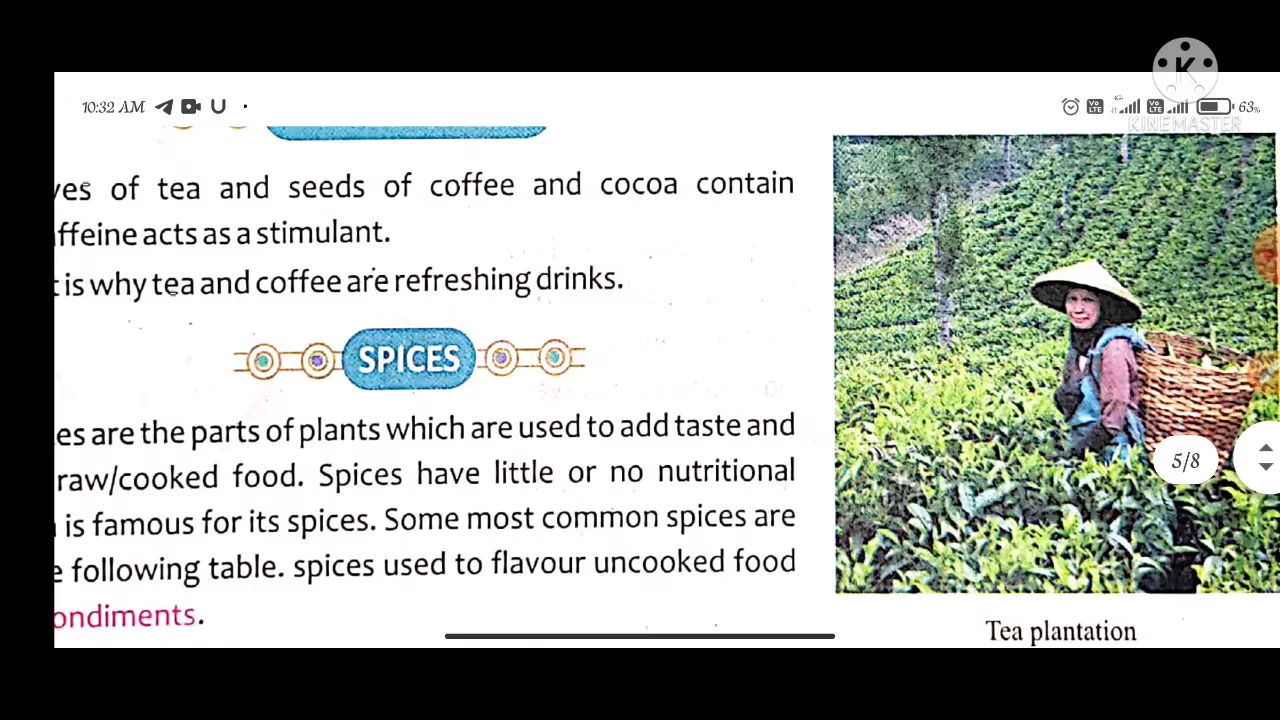 10:32 AM
63%
KINEMASTER
ves of tea and seeds of coffee and cocoa contain
ffeine acts as a stimulant.
t is why tea and coffee are refreshing drinks.
SPICES
es are the parts of plants which are used to add taste and
raw/cooked food. Spices have little or no nutritional
is famous for its spices. Some most common spices are
e following table. spices used to flavour uncooked food
ondiments.
5/8
Tea plantation